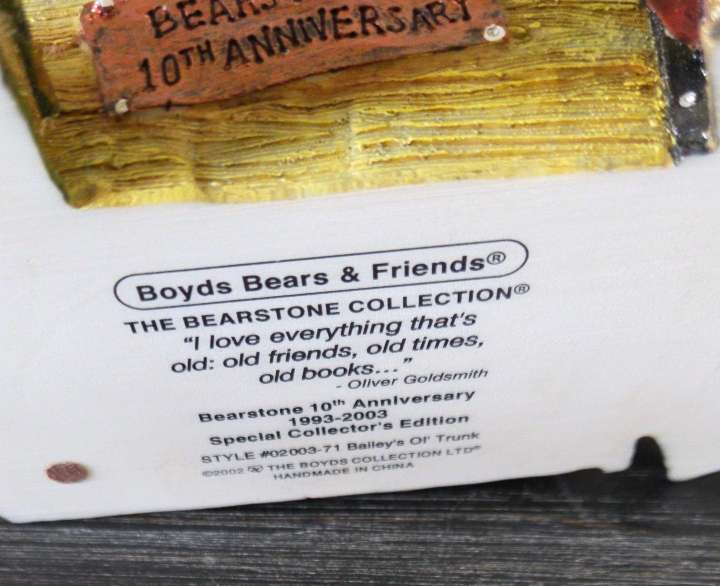 BEARS
10TH ANNIVERSARY
Boyds Bears & Friends®
THE BEARSTONE COLLECTION®
"I love everything that's
old: old friends, old times,
old books..."
- Oliver Goldsmith
Bearstone 10th Anniversary
1993-2003
Special Collector's Edition
STYLE #02003-71 Bailey's Ol' Trunk
©2002 THE BOYDS COLLECTION LTD®
HANDMADE IN CHINA